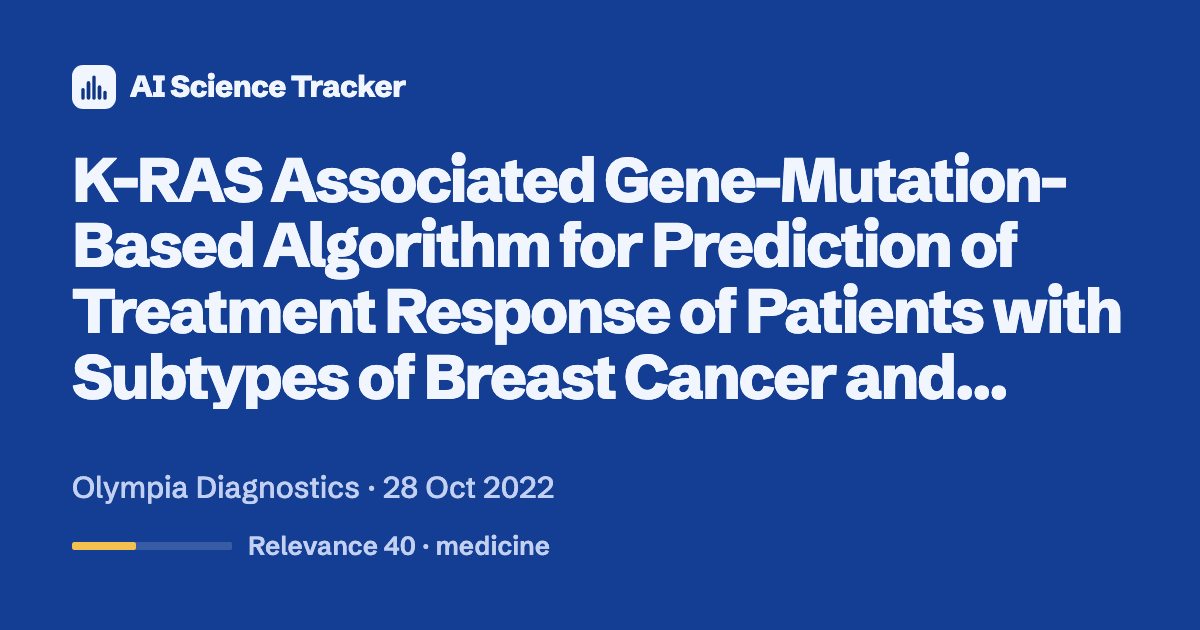 AI Science Tracker
K-RAS Associated Gene-Mutation-
Based Algorithm for Prediction of
Treatment Response of Patients with
Subtypes of Breast Cancer and...
Olympia Diagnostics · 28 Oct 2022
Relevance 40 · medicine